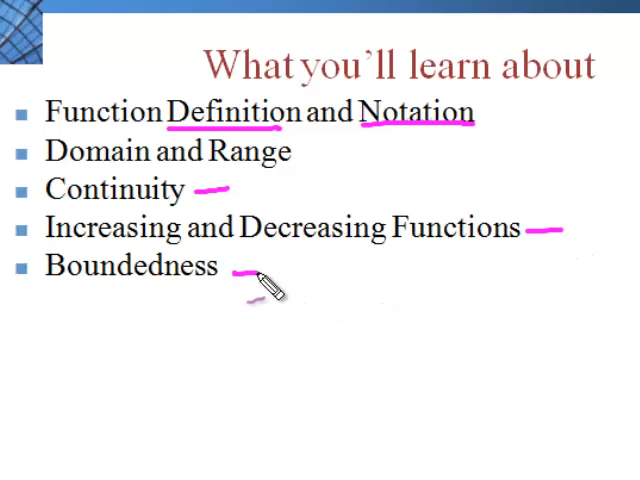 What you'll learn about
Function Definition and Notation
Domain and Range
Continuity
Increasing and Decreasing Functions
Boundedness